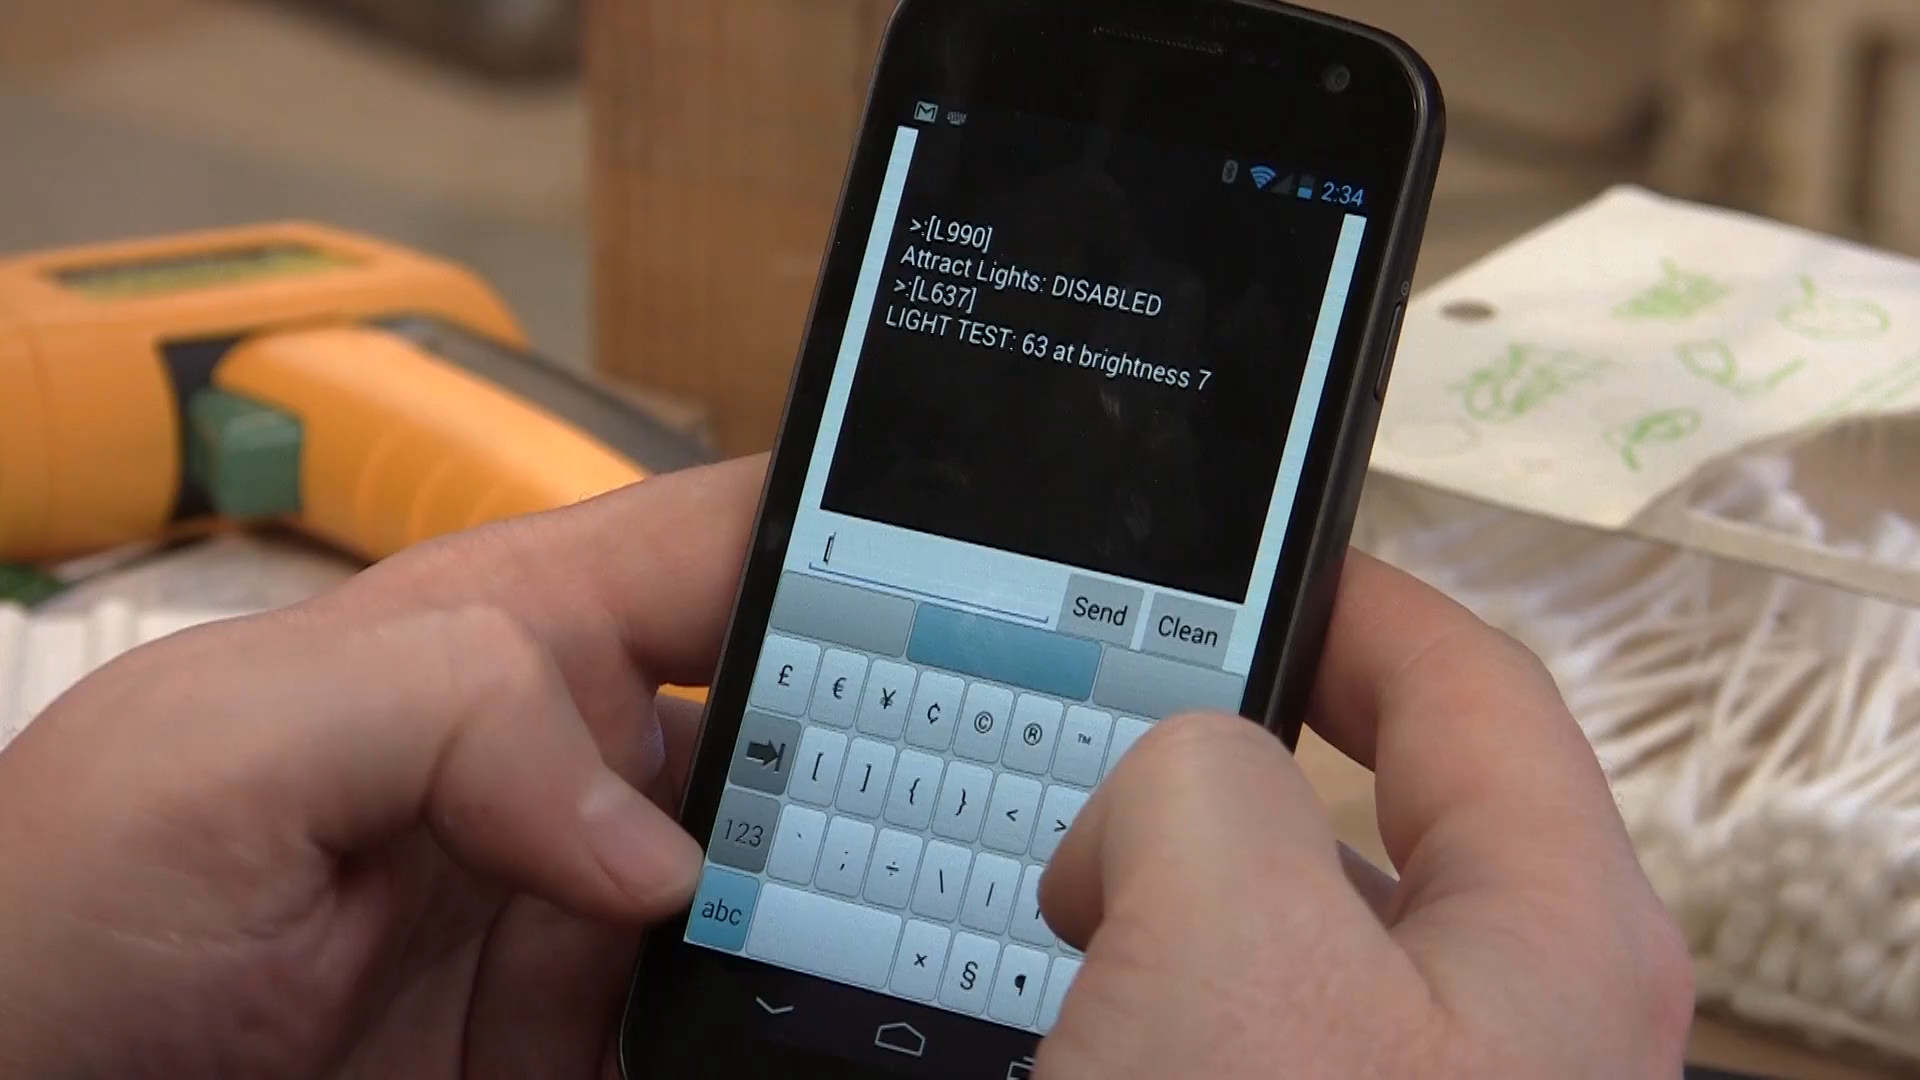 2:34
>:[L990]
Attract Lights: DISABLED
>:[L637]
LIGHT TEST: 63 at brightness 7
[
Send Clean
£ € ¥ ¢ © ® ™
[ ] { } < >
123 ` ; ÷ \ |
abc × § ¶